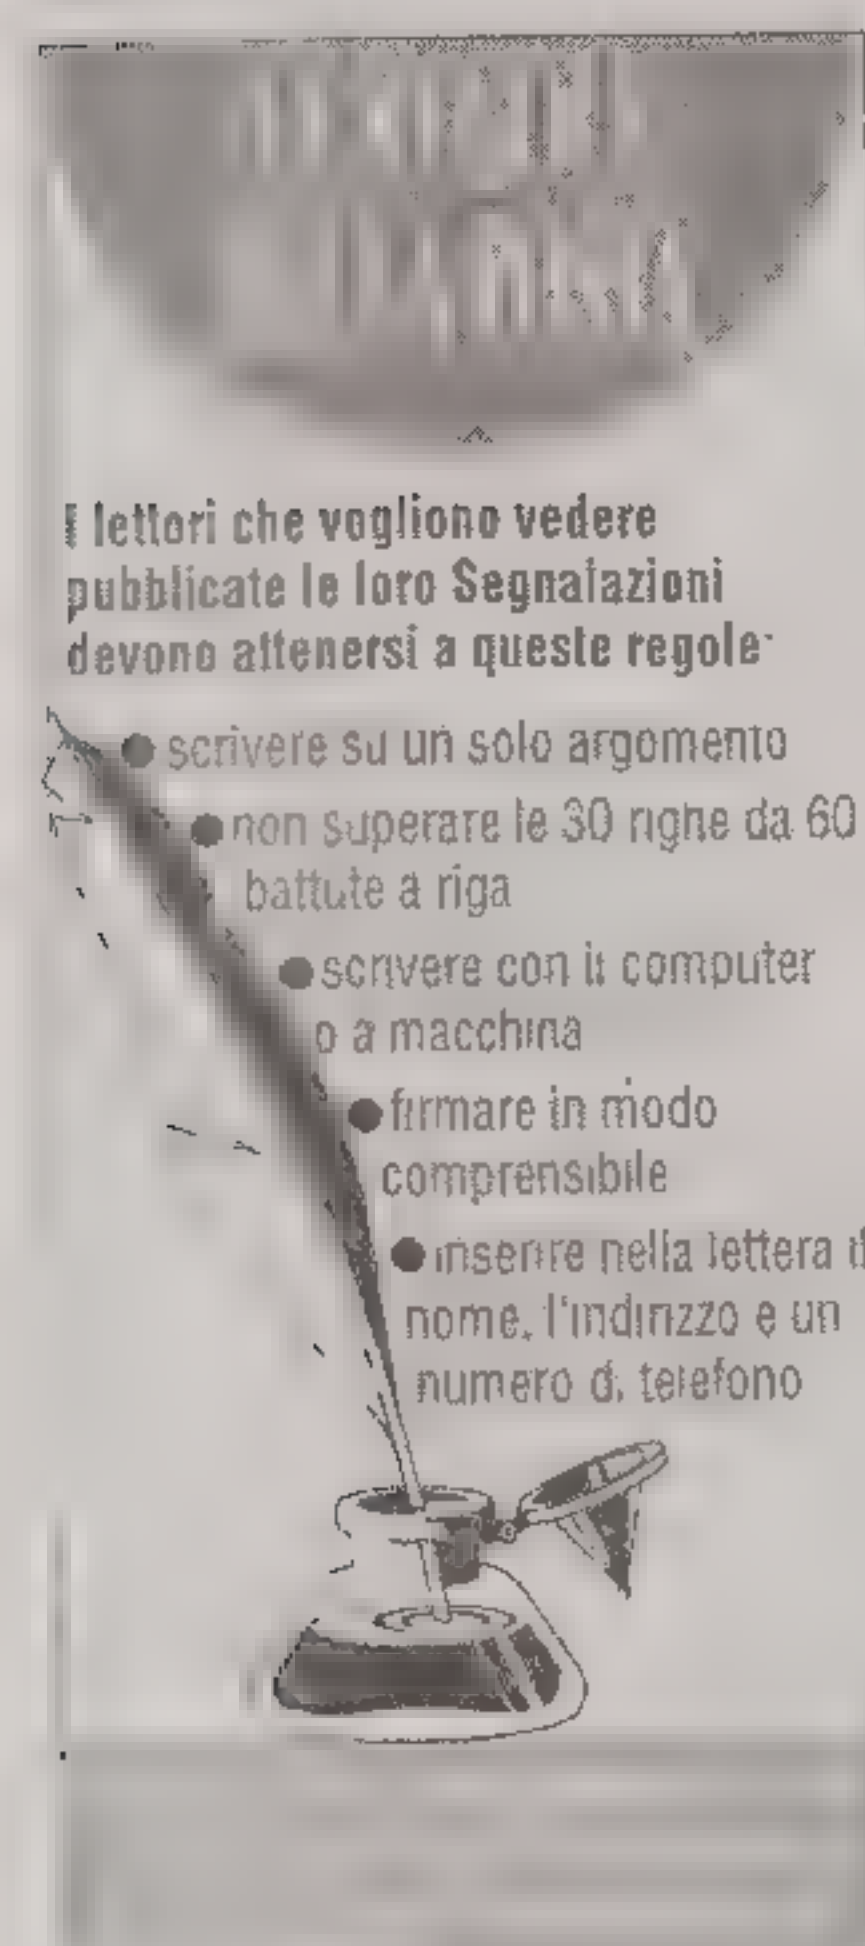 I lettori che vogliono vedere
pubblicate le loro Segnalazioni
devono attenersi a queste regole:
● scrivere su un solo argomento
● non superare le 30 righe da 60
battute a riga
● scrivere con il computer
o a macchina
● firmare in modo
comprensibile
● inserire nella lettera il
nome, l'indirizzo e un
numero di telefono